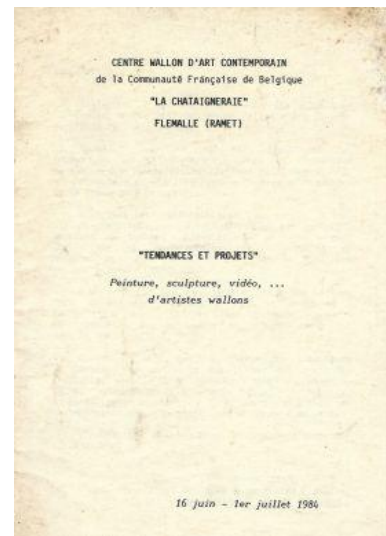 CENTRE WALLON D'ART CONTEMPORAIN
de la Communauté Française de Belgique
"LA CHATAIGNERAIE"
FLEMALLE (RAMET)
"TENDANCES ET PROJETS"
Peinture, sculpture, vidéo, ...
d'artistes wallons
16 juin - 1er juillet 1984